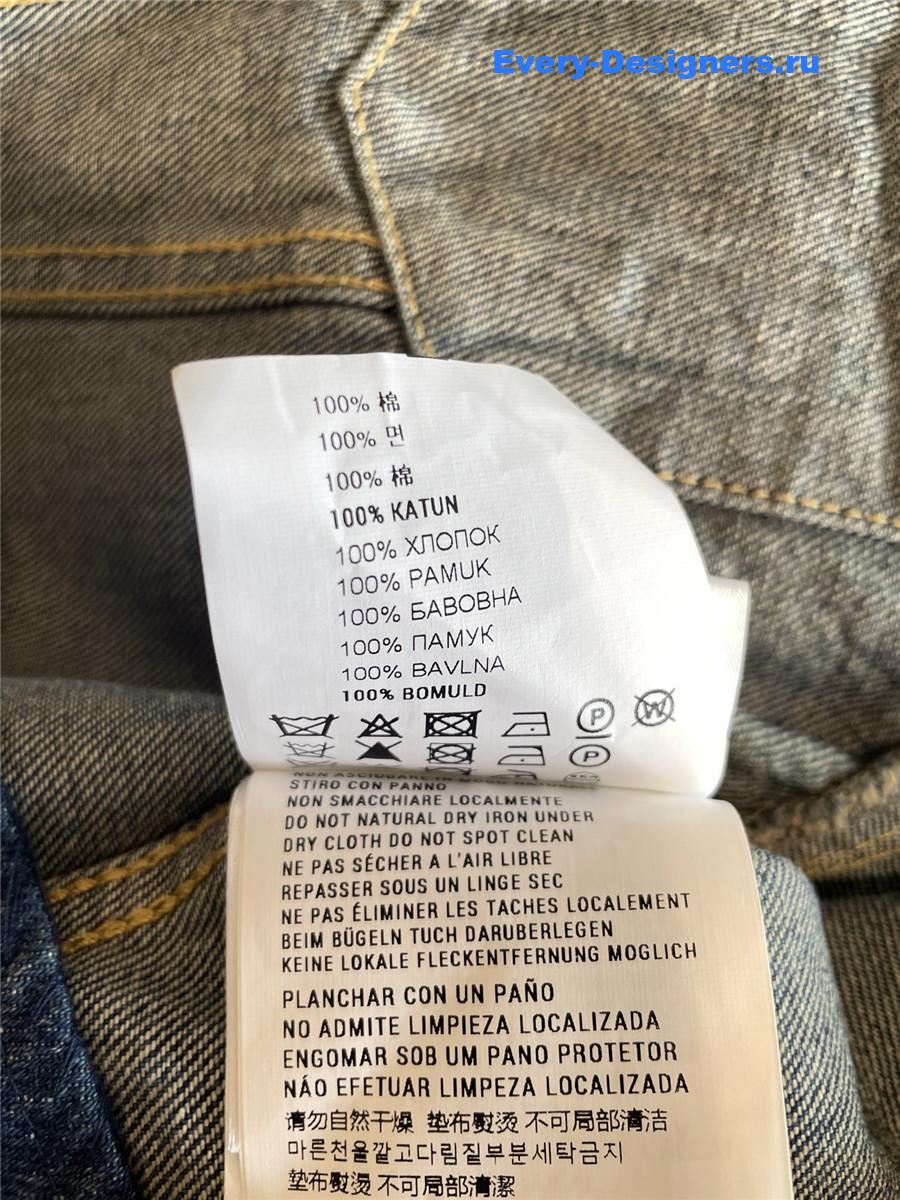 Every-Designers.ru
100% 棉
100% 면
100% 棉
100% KATUN
100% ХЛОПОК
100% PAMUK
100% БАВОВНА
100% ПАМУК
100% BAVLNA
100% BOMULD
P W
P
NON ASCIUGARE IN
STIRO CON PANNO
NON SMACCHIARE LOCALMENTE
DO NOT NATURAL DRY IRON UNDER
DRY CLOTH DO NOT SPOT CLEAN
NE PAS SÉCHER A L'AIR LIBRE
REPASSER SOUS UN LINGE SEC
NE PAS ÉLIMINER LES TACHES LOCALEMENT
BEIM BÜGELN TUCH DARUBERLEGEN
KEINE LOKALE FLECKENTFERNUNG MOGLICH
PLANCHAR CON UN PAÑO
NO ADMITE LIMPIEZA LOCALIZADA
ENGOMAR SOB UM PANO PROTETOR
NÁO EFETUAR LIMPEZA LOCALIZADA
请勿自然干燥 垫布熨烫 不可局部清洁
마른천을깔고다림질부분세탁금지
墊布熨燙 不可局部清潔